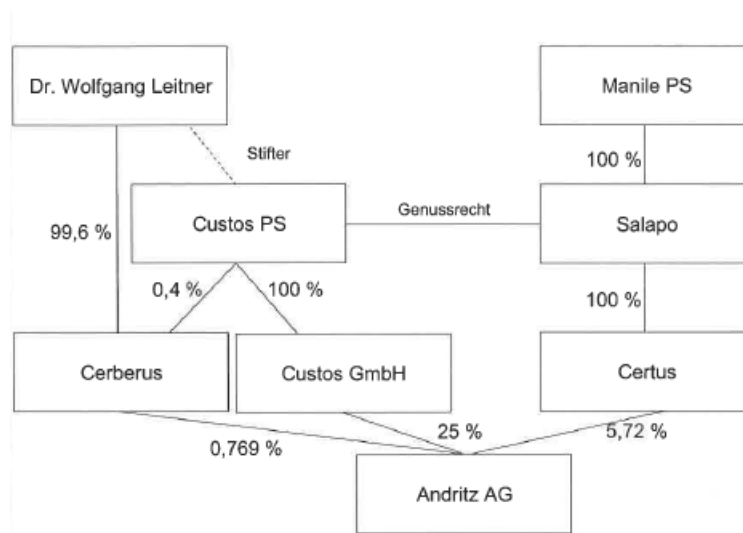 Dr. Wolfgang Leitner
Manile PS
Stifter
100 %
Custos PS
Genussrecht
Salapo
99,6 %
0,4 %
100 %
100 %
Cerberus
Custos GmbH
Certus
0,769 %
25 %
5,72 %
Andritz AG